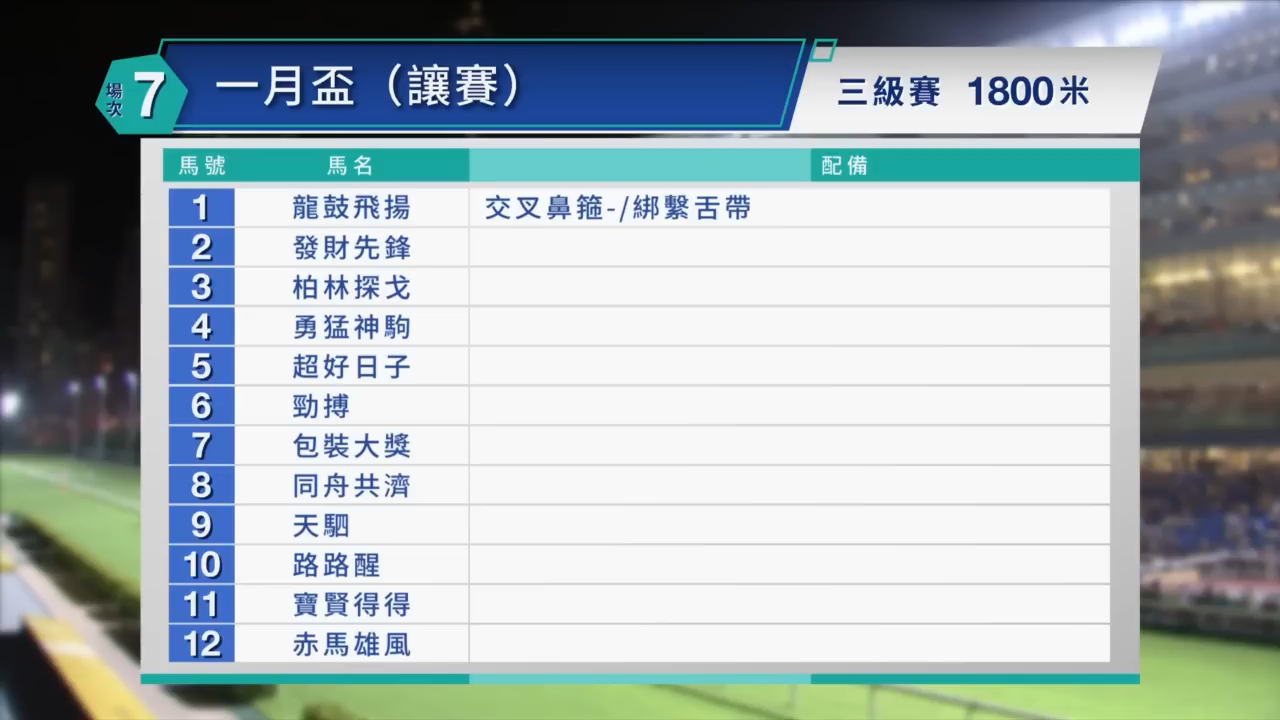 場次 7 一月盃（讓賽） 三級賽 1800米
馬號 馬名 配備
1 龍鼓飛揚 交叉鼻箍-/綁繫舌帶
2 發財先鋒
3 柏林探戈
4 勇猛神駒
5 超好日子
6 勁搏
7 包裝大獎
8 同舟共濟
9 天駟
10 路路醒
11 寶賢得得
12 赤馬雄風